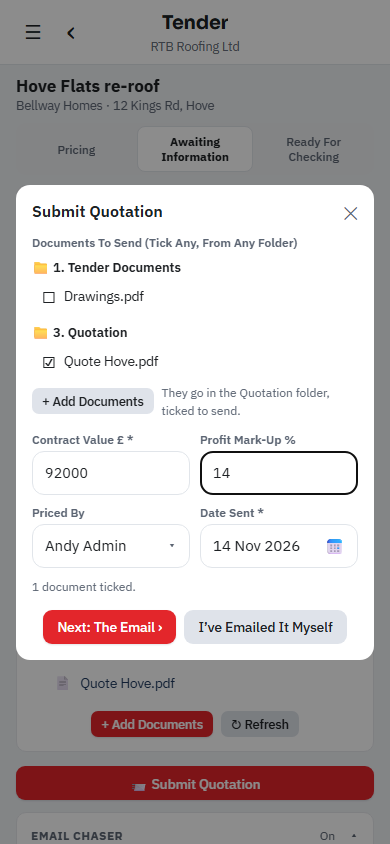 Tender
RTB Roofing Ltd
Hove Flats re-roof
Bellway Homes · 12 Kings Rd, Hove
Pricing
Awaiting Information
Ready For Checking
Submit Quotation
Documents To Send (Tick Any, From Any Folder)
1. Tender Documents
Drawings.pdf
3. Quotation
Quote Hove.pdf
+ Add Documents
They go in the Quotation folder,
ticked to send.
Contract Value £ *
Profit Mark-Up %
92000
14
Priced By
Date Sent *
Andy Admin
14 Nov 2026
1 document ticked.
Next: The Email ›
I've Emailed It Myself
Quote Hove.pdf
+ Add Documents
↻ Refresh
Submit Quotation
EMAIL CHASER
On